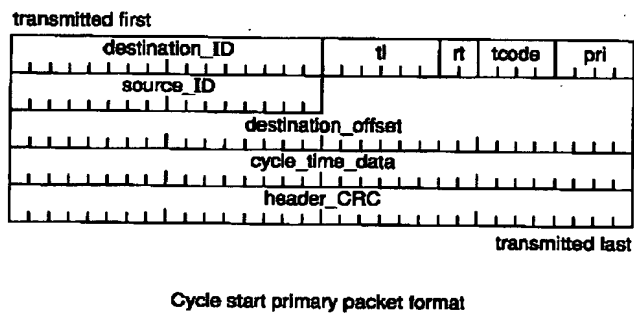 transmitted first
destination_ID tl rt tcode pri
source_ID
destination_offset
cycle_time_data
header_CRC
transmitted last
Cycle start primary packet format